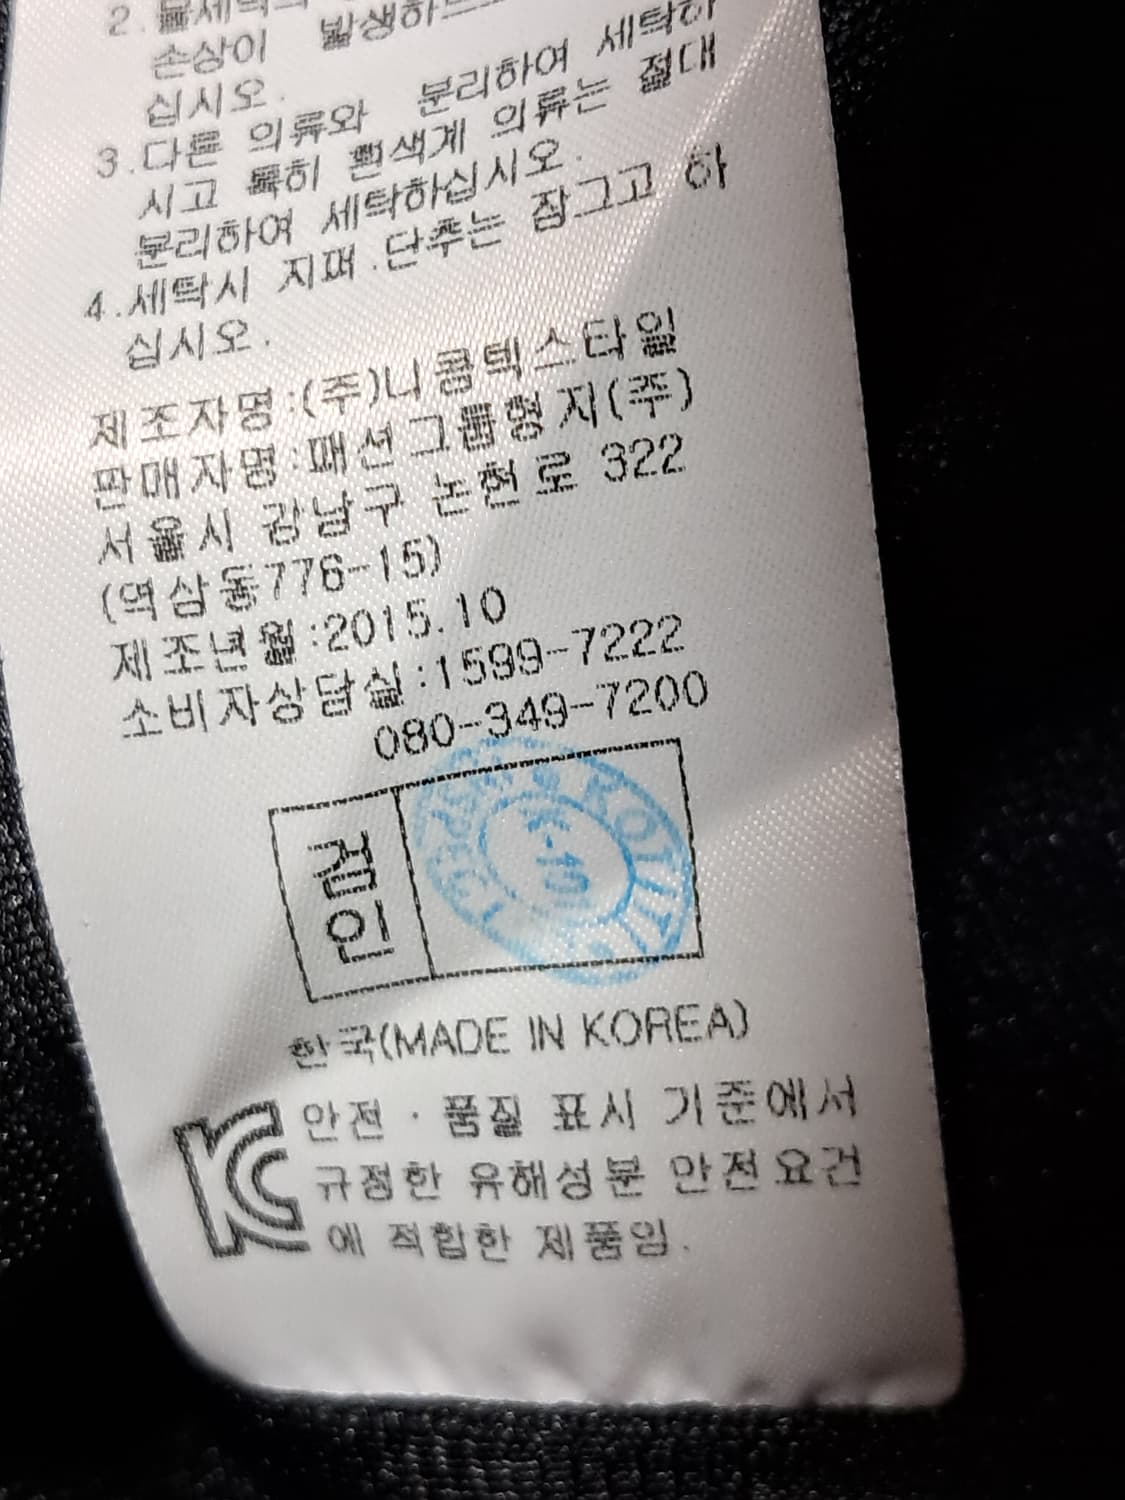 2.물세탁
손상이 발생하
십시오.
3.다른 의류와 분리하여 세탁하
시고 특히 흰색계 의류는 절대
분리하여 세탁하십시오.
4.세탁시 지퍼.단추는 잠그고 하
십시오.
제조자명:(주)니콩텍스타일
판매자명:패션그룹형지(주)
서울시 강남구 논현로 322
(역삼동776-15)
제조년월:2015.10
소비자상담실:1599-7222
080-349-7200
검인
KOTITI
K-10
한국(MADE IN KOREA)
KC
안전·품질 표시 기준에서
규정한 유해성분 안전요건
에 적합한 제품임.